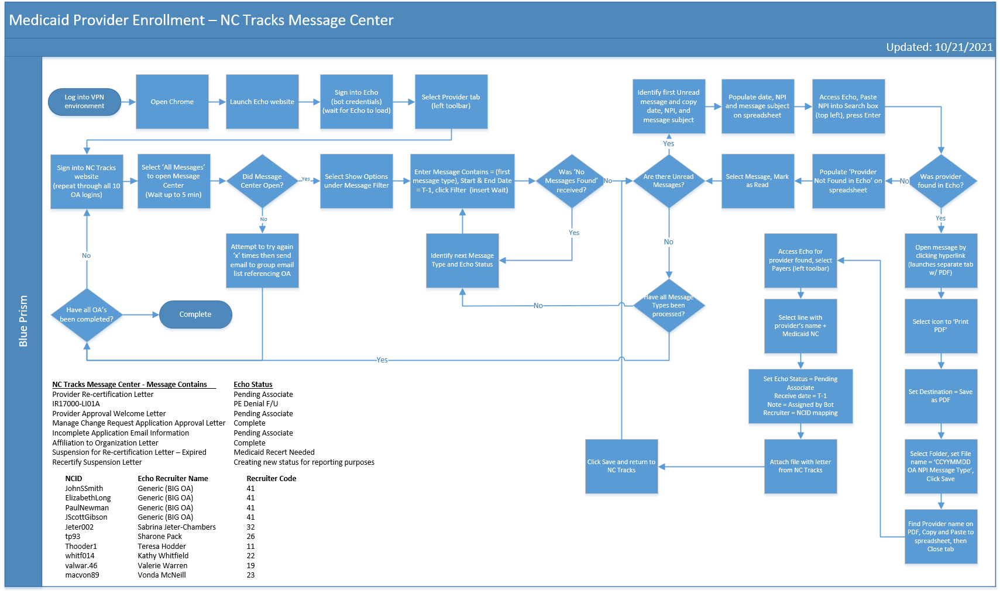 Medicaid Provider Enrollment – NC Tracks Message Center
Updated: 10/21/2021
Blue Prism
Log into VPN
environment
Open Chrome
Launch Echo website
Sign into Echo
(bot credentials)
(wait for Echo to load)
Select Provider tab
(left toolbar)
Identify first Unread
message and copy
date, NPI, and
message subject
Populate date, NPI
and message subject
on spreadsheet
Access Echo, Paste
NPI into Search box
(top left), press Enter
Yes
Sign into NC Tracks
website
(repeat through all 10
OA logins)
Select ‘All Messages’
to open Message
Center
(Wait up to 5 min)
Did Message
Center Open?
Yes
Select Show Options
under Message Filter
Enter Message Contains = (first
message type), Start & End Date
= T-1, click Filter  (insert Wait)
Was ‘No
Messages Found’
received?
No
Are there Unread
Messages?
Select Message, Mark
as Read
Populate ‘Provider
Not Found in Echo’ on
spreadsheet
No
Was provider
found in Echo?
No
Yes
No
Yes
No
Attempt to try again
‘x’ times then send
email to group email
list referencing OA
Identify next Message
Type and Echo Status
Access Echo for
provider found, select
Payers (left toolbar)
Open message by
clicking hyperlink
(launches separate tab
w/ PDF)
Have all OA’s
been completed?
Complete
No
Have all Message
Types been
processed?
Select line with
provider’s name +
Medicaid NC
Select icon to ‘Print
PDF’
Yes
Set Echo Status = Pending
Associate
Receive date = T-1
Note = Assigned by Bot
Recruiter = NCID mapping
Set Destination = Save
as PDF
Click Save and return to
NC Tracks
Attach file with letter
from NC Tracks
Select Folder, set File
name = ‘CCYYMMDD
OA NPI Message Type’,
Click Save
Find Provider name on
PDF, Copy and Paste to
spreadsheet, then
Close tab
NC Tracks Message Center - Message Contains Echo Status
Provider Re-certification Letter Pending Associate
IR17000-LI01A PE Denial F/U
Provider Approval Welcome Letter Pending Associate
Manage Change Request Application Approval Letter Complete
Incomplete Application Email Information Pending Associate
Affiliation to Organization Letter Complete
Suspension for Re-certification Letter – Expired Medicaid Recert Needed
Recertify Suspension Letter Creating new status for reporting purposes
NCID Echo Recruiter Name Recruiter Code
JohnSSmith Generic (BIG OA) 41
ElizabethLong Generic (BIG OA) 41
PaulNewman Generic (BIG OA) 41
JScottGibson Generic (BIG OA) 41
Jeter002 Sabrina Jeter-Chambers 32
tp93 Sharone Pack 26
Thooder1 Teresa Hodder 11
whitf014 Kathy Whitfield 22
valwar.46 Valerie Warren 19
macvon89 Vonda McNeill 23